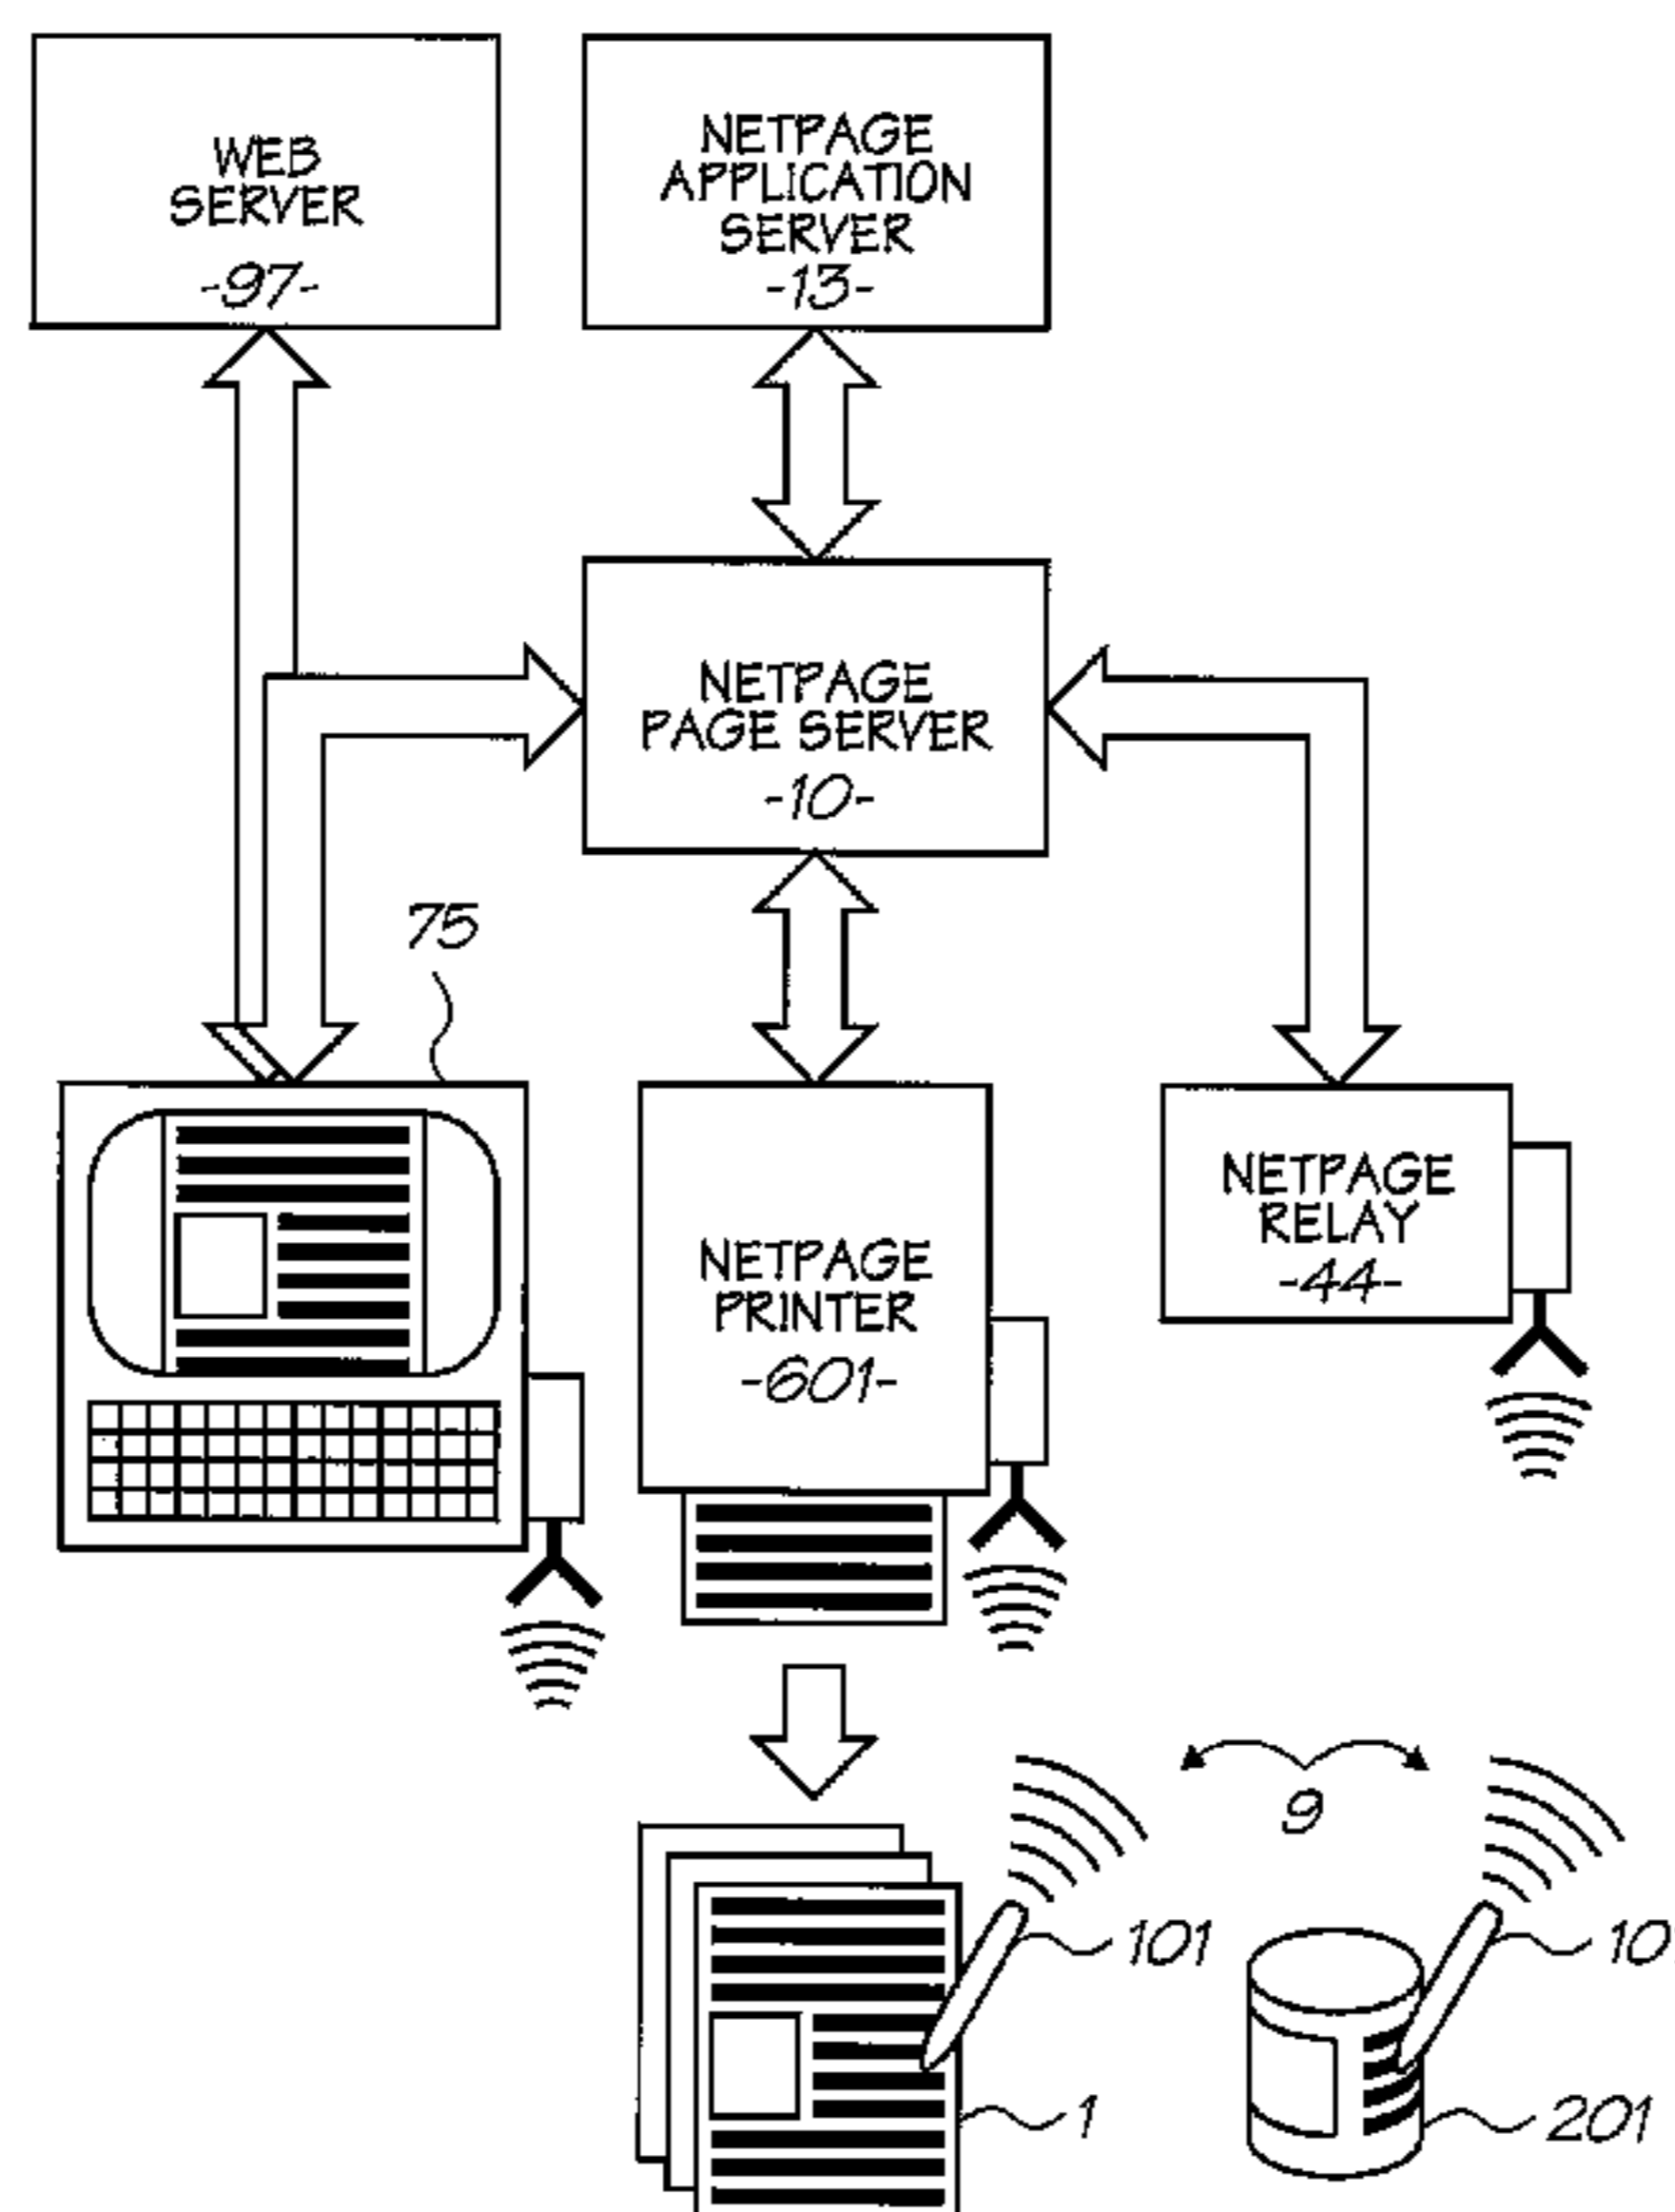 WEB
SERVER
-97-
NETPAGE
APPLICATION
SERVER
-13-
NETPAGE
PAGE SERVER
-10-
75
NETPAGE
PRINTER
-601-
NETPAGE
RELAY
-44-
9
101
1
201